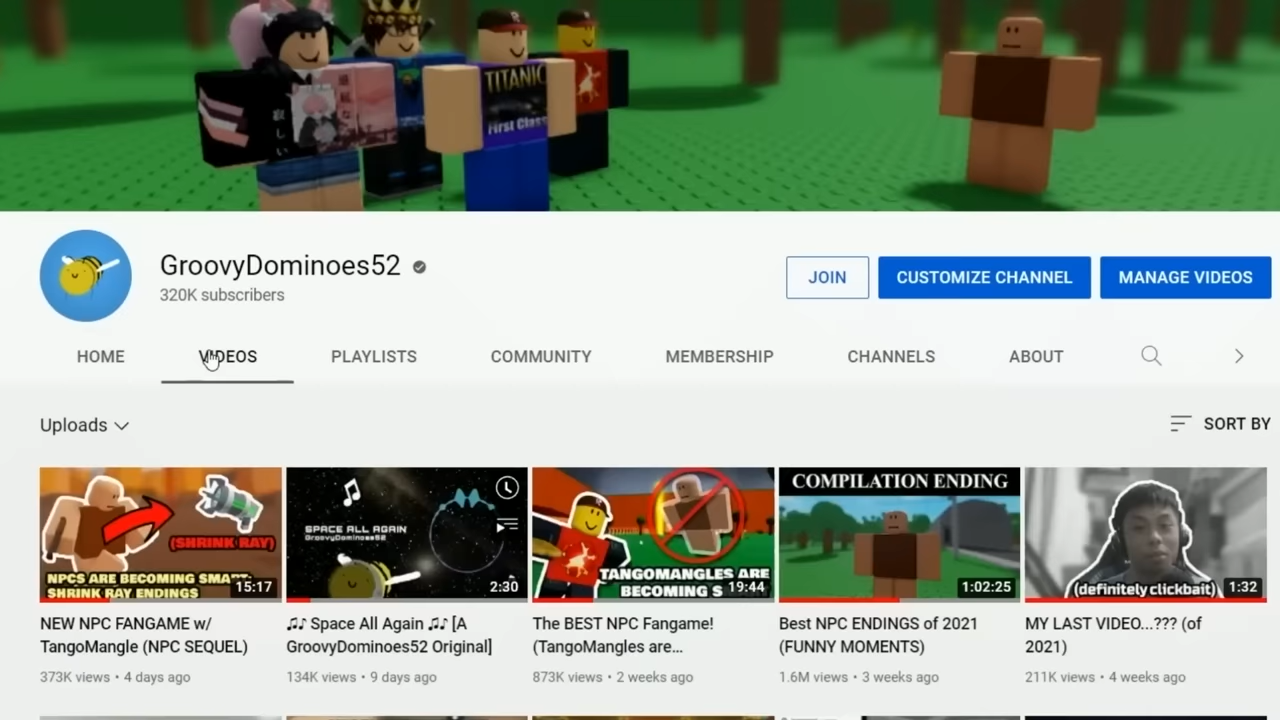 TITANIC
First Class
GroovyDominoes52
320K subscribers
JOIN
CUSTOMIZE CHANNEL
MANAGE VIDEOS
HOME
VIDEOS
PLAYLISTS
COMMUNITY
MEMBERSHIP
CHANNELS
ABOUT
Uploads
SORT BY
(SHRINK RAY)
NPCS ARE BECOMING SMART:
SHRINK RAY ENDINGS
15:17
SPACE ALL AGAIN
GroovyDominoes52
2:30
TANGOMANGLES ARE
BECOMING S
19:44
COMPILATION ENDING
1:02:25
(definitely clickbait)
1:32
NEW NPC FANGAME w/
TangoMangle (NPC SEQUEL)
373K views • 4 days ago
🎶 Space All Again 🎶 [A
GroovyDominoes52 Original]
134K views • 9 days ago
The BEST NPC Fangame!
(TangoMangles are...
873K views • 2 weeks ago
Best NPC ENDINGS of 2021
(FUNNY MOMENTS)
1.6M views • 3 weeks ago
MY LAST VIDEO...??? (of
2021)
211K views • 4 weeks ago